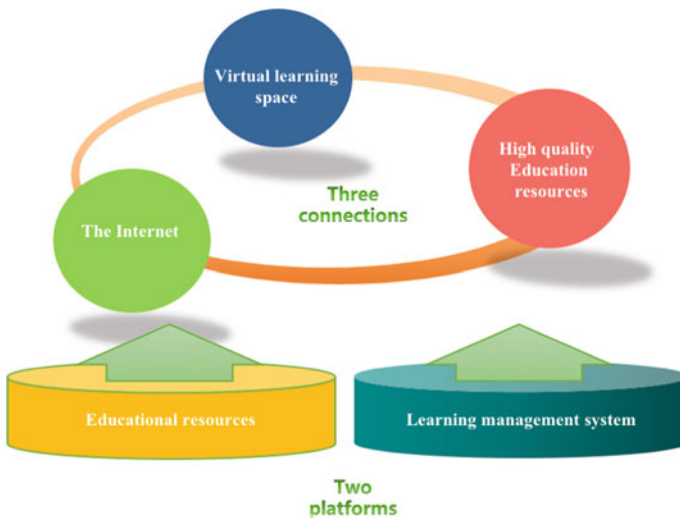 Virtual learning
space
High quality
Education
resources
Three
connections
The Internet
Educational resources
Learning management system
Two
platforms